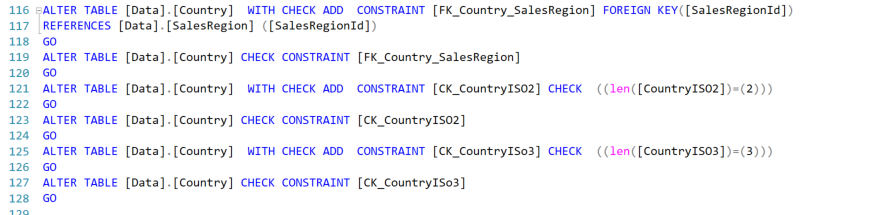 116 ALTER TABLE [Data].[Country]  WITH CHECK ADD  CONSTRAINT [FK_Country_SalesRegion] FOREIGN KEY([SalesRegionId])
117 REFERENCES [Data].[SalesRegion] ([SalesRegionId])
118 GO
119 ALTER TABLE [Data].[Country] CHECK CONSTRAINT [FK_Country_SalesRegion]
120 GO
121 ALTER TABLE [Data].[Country]  WITH CHECK ADD  CONSTRAINT [CK_CountryISO2] CHECK  ((len([CountryISO2])=(2)))
122 GO
123 ALTER TABLE [Data].[Country] CHECK CONSTRAINT [CK_CountryISO2]
124 GO
125 ALTER TABLE [Data].[Country]  WITH CHECK ADD  CONSTRAINT [CK_CountryISo3] CHECK  ((len([CountryISO3])=(3)))
126 GO
127 ALTER TABLE [Data].[Country] CHECK CONSTRAINT [CK_CountryISo3]
128 GO
129